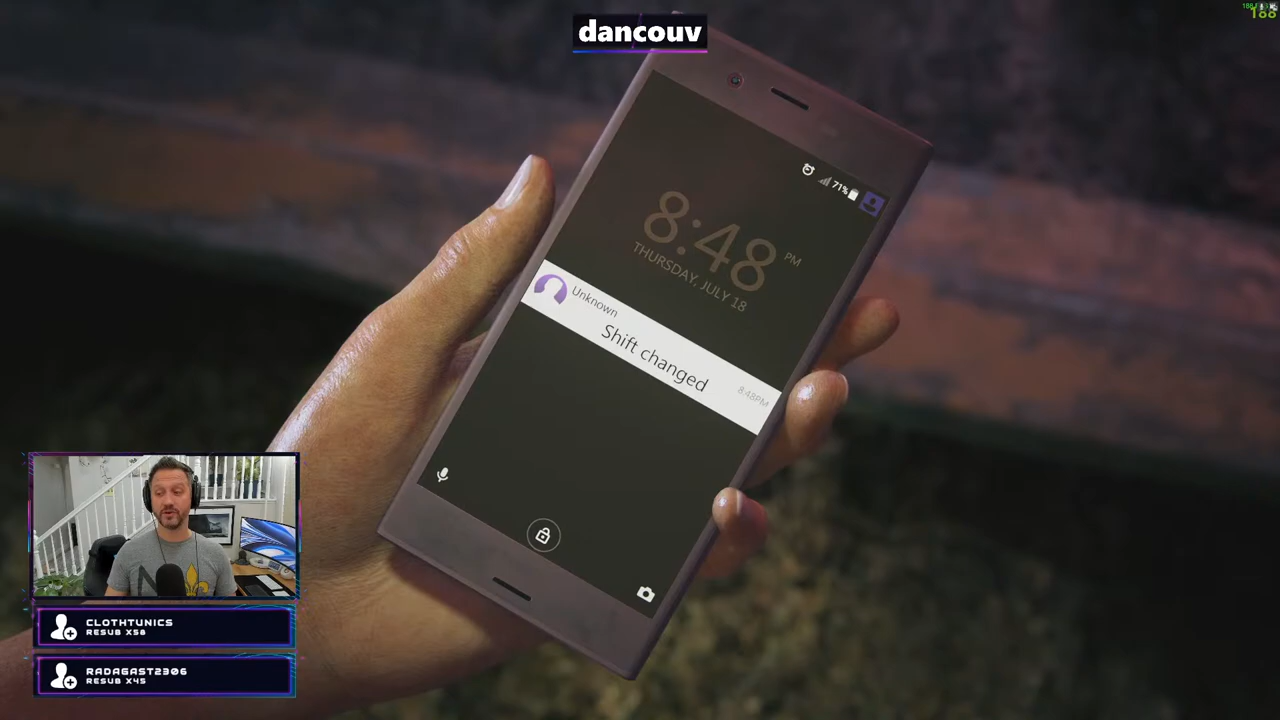 dancouv
188
71%
8:48 PM
THURSDAY, JULY 18
Unknown
Shift changed
8:48PM
CLOTHTUNICS
RESUB X58
RADAGAST2306
RESUB X45